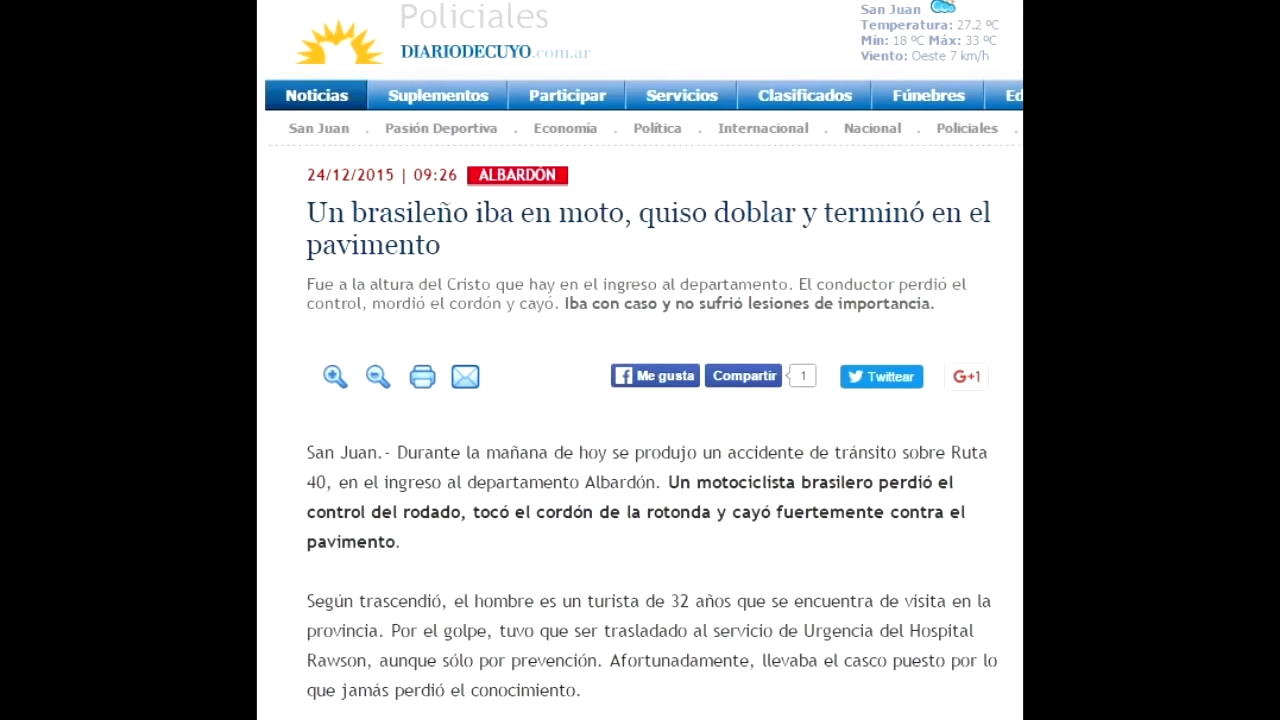 Policiales
DIARIODECUYO.com.ar
San Juan
Temperatura: 27.2 ºC
Mín: 18 ºC Máx: 33 ºC
Viento: Oeste 7 km/h
Noticias Suplementos Participar Servicios Clasificados Fúnebres Ed
San Juan . Pasión Deportiva . Economía . Política . Internacional . Nacional . Policiales .
24/12/2015 | 09:26 ALBARDÓN
Un brasileño iba en moto, quiso doblar y terminó en el
pavimento
Fue a la altura del Cristo que hay en el ingreso al departamento. El conductor perdió el
control, mordió el cordón y cayó. Iba con caso y no sufrió lesiones de importancia.
Me gusta Compartir 1 Twittear G+1
San Juan.- Durante la mañana de hoy se produjo un accidente de tránsito sobre Ruta
40, en el ingreso al departamento Albardón. Un motociclista brasilero perdió el
control del rodado, tocó el cordón de la rotonda y cayó fuertemente contra el
pavimento.
Según trascendió, el hombre es un turista de 32 años que se encuentra de visita en la
provincia. Por el golpe, tuvo que ser trasladado al servicio de Urgencia del Hospital
Rawson, aunque sólo por prevención. Afortunadamente, llevaba el casco puesto por lo
que jamás perdió el conocimiento.